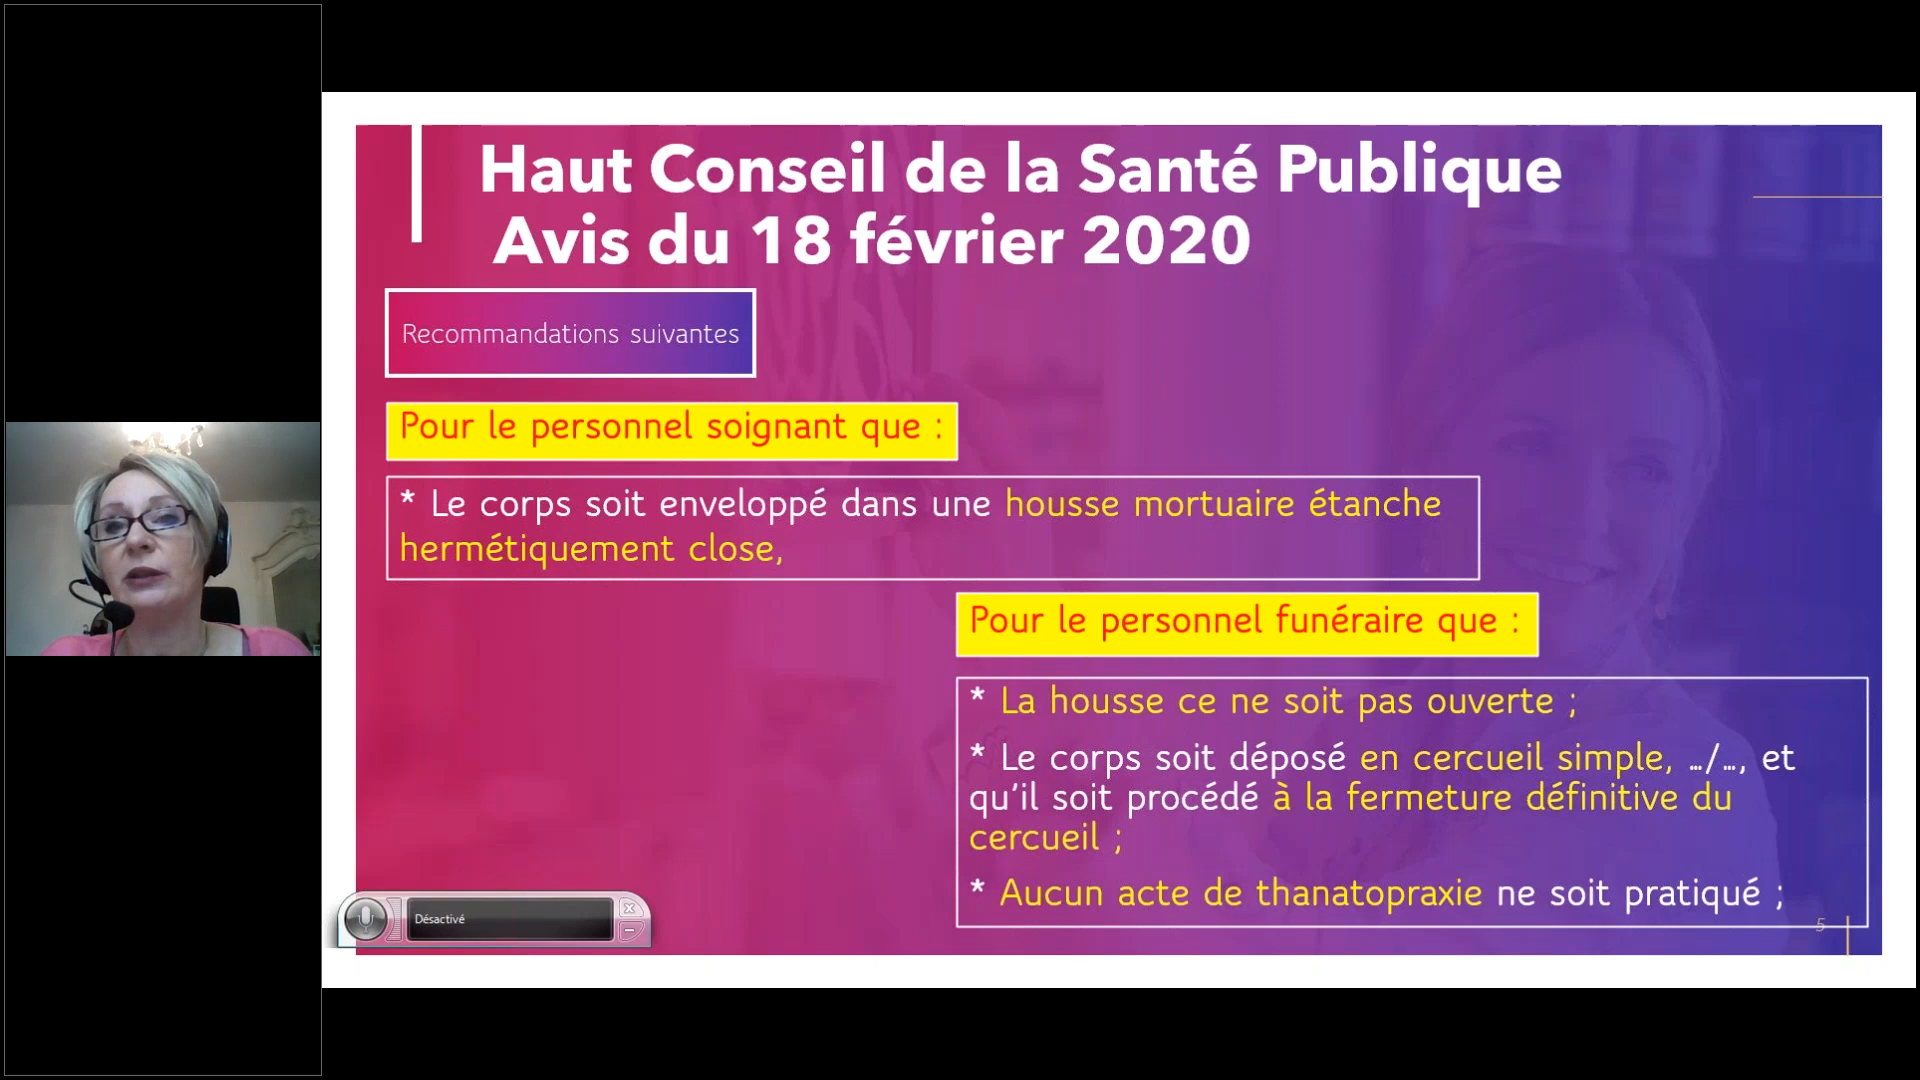 Haut Conseil de la Santé Publique
Avis du 18 février 2020
Recommandations suivantes
Pour le personnel soignant que :
* Le corps soit enveloppé dans une housse mortuaire étanche
hermétiquement close,
Pour le personnel funéraire que :
* La housse ce ne soit pas ouverte ;
* Le corps soit déposé en cercueil simple, …/…, et
qu’il soit procédé à la fermeture définitive du
cercueil ;
* Aucun acte de thanatopraxie ne soit pratiqué ;
5
Désactivé